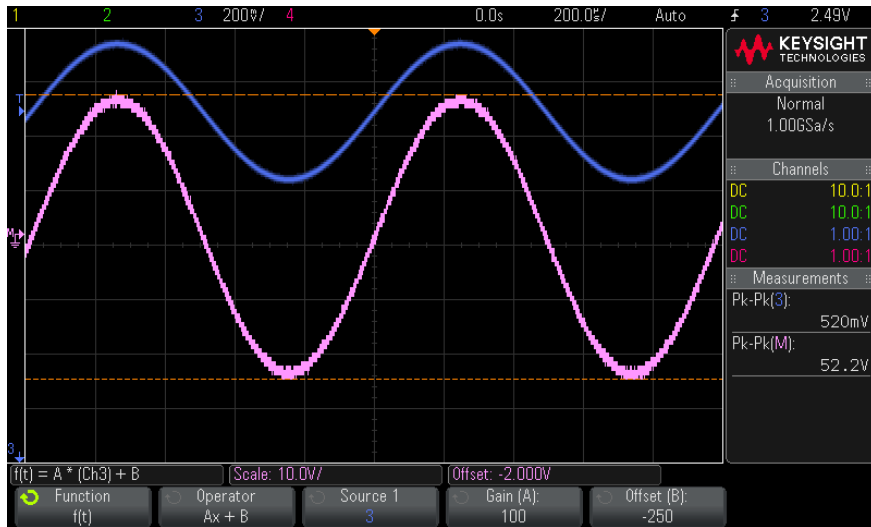 1 2 3 200mV/ 4 0.0s 200.0µs/ Auto 3 2.49V
KEYSIGHT
TECHNOLOGIES
Acquisition
Normal
1.00GSa/s
Channels
DC 10.0:1
DC 10.0:1
DC 1.00:1
DC 1.00:1
Measurements
Pk-Pk(3):
520mV
Pk-Pk(M):
52.2V
T
M
3
f(t) = A * (Ch3) + B Scale: 10.0V/ Offset: -2.000V
Function
f(t)
Operator
Ax + B
Source 1
3
Gain (A):
100
Offset (B):
-250